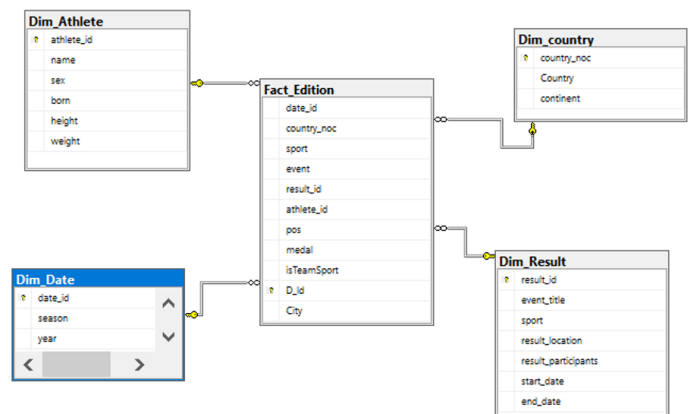 Dim_Athlete
athlete_id
name
sex
born
height
weight
Fact_Edition
date_id
country_noc
sport
event
result_id
athlete_id
pos
medal
isTeamSport
D_Id
City
Dim_country
country_noc
Country
continent
Dim_Date
date_id
season
year
Dim_Result
result_id
event_title
sport
result_location
result_participants
start_date
end_date